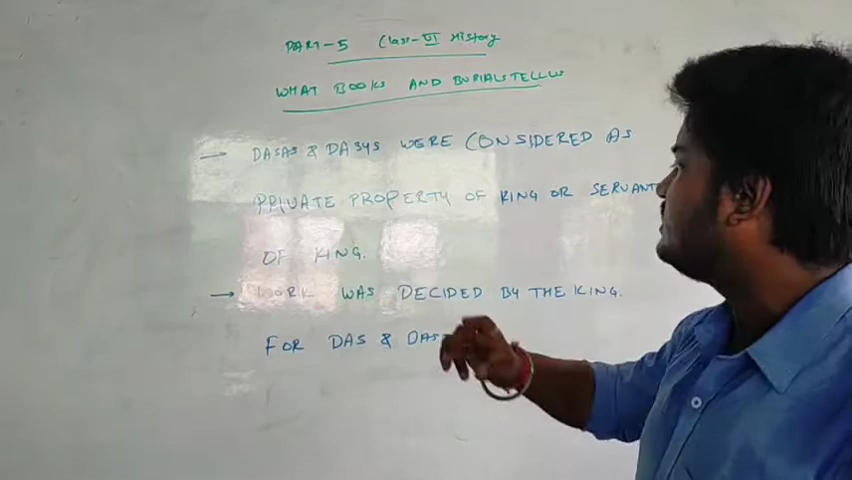 PART-5 Class-VI History
WHAT BOOKS AND BURIALS TELL US
→ DASAS & DASYS WERE CONSIDERED AS
PRIVATE PROPERTY OF KING OR SERVANT
OF KING.
→ WORK WAS DECIDED BY THE KING.
FOR DAS & DAS